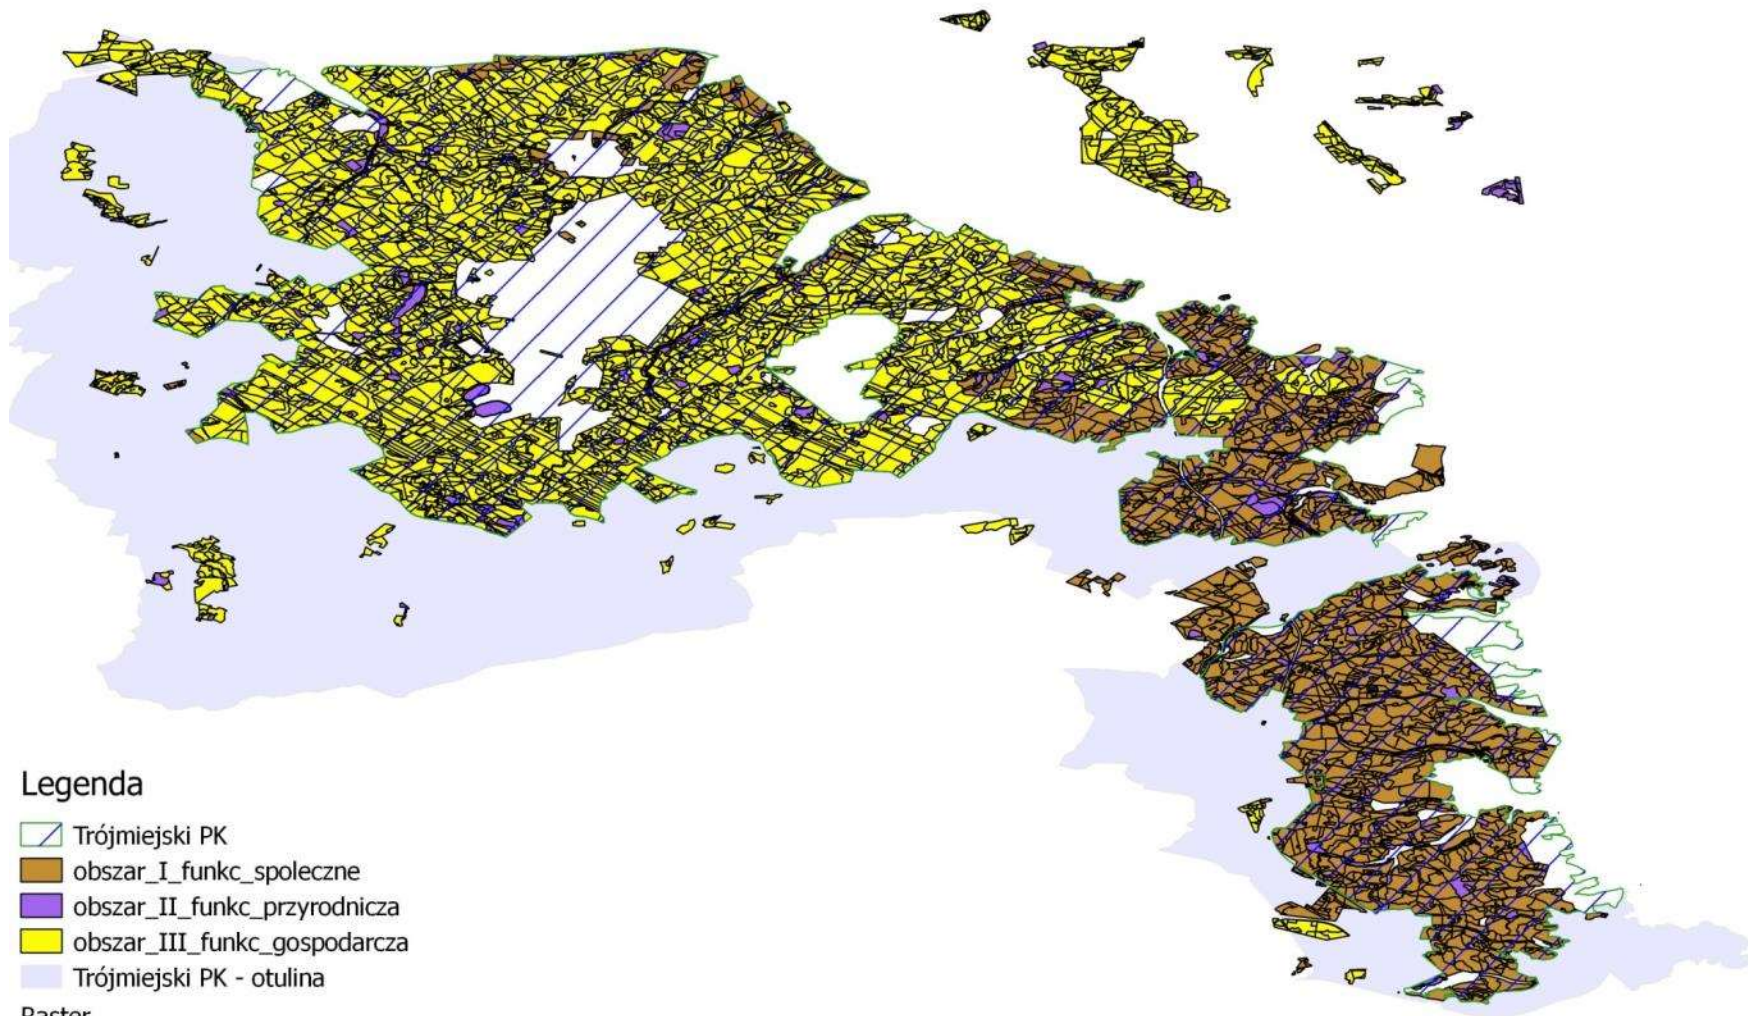 Legenda
Trójmiejski PK
obszar_I_funkc_spoleczne
obszar_II_funkc_przyrodnicza
obszar_III_funkc_gospodarcza
Trójmiejski PK - otulina
Raster